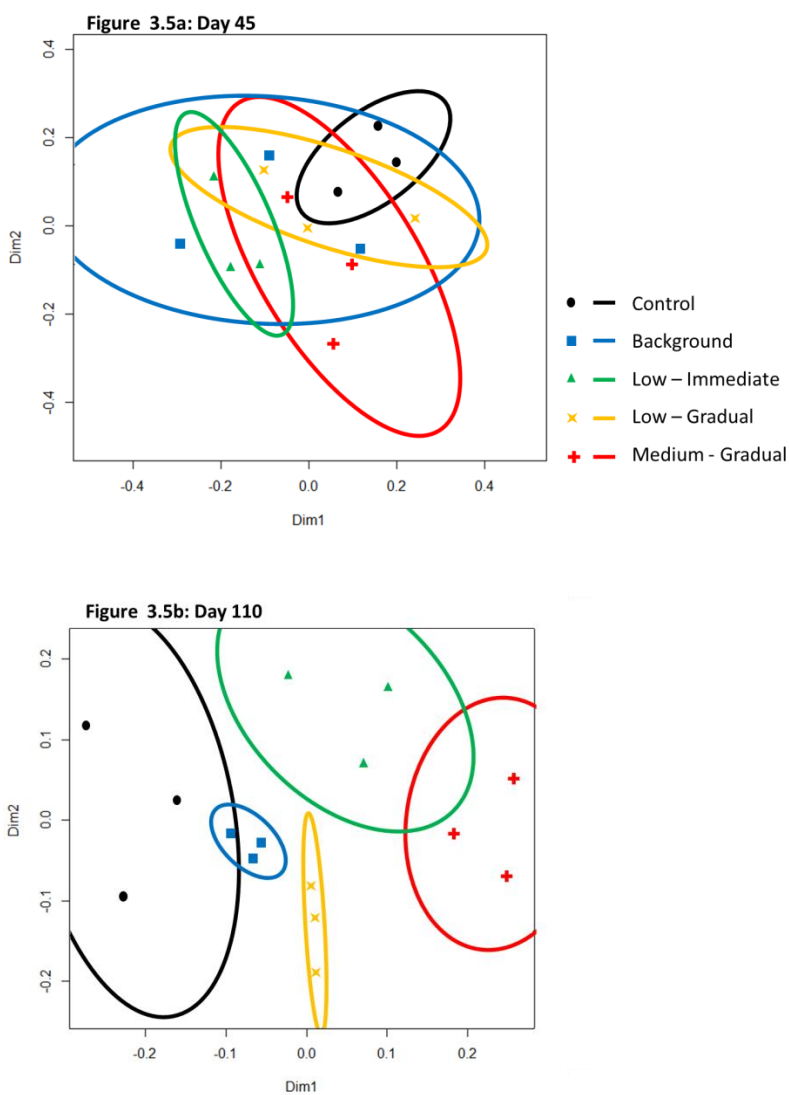 Figure 3.5a: Day 45
0.4
0.2
0.0
-0.2
-0.4
Dim2
-0.4 -0.2 0.0 0.2 0.4
Dim1
Control
Background
Low – Immediate
Low – Gradual
Medium - Gradual
Figure 3.5b: Day 110
0.2
0.1
0.0
-0.1
-0.2
Dim2
-0.2 -0.1 0.0 0.1 0.2
Dim1